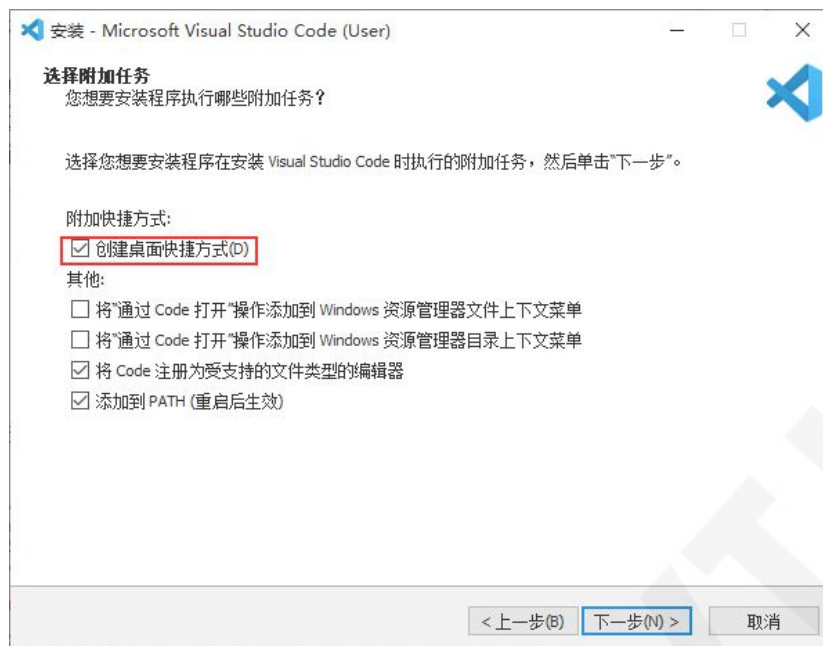 安装 - Microsoft Visual Studio Code (User)
选择附加任务
您想要安装程序执行哪些附加任务？
选择您想要安装程序在安装 Visual Studio Code 时执行的附加任务，然后单击“下一步”。
附加快捷方式:
创建桌面快捷方式(D)
其他:
将“通过 Code 打开”操作添加到 Windows 资源管理器文件上下文菜单
将“通过 Code 打开”操作添加到 Windows 资源管理器目录上下文菜单
将 Code 注册为受支持的文件类型的编辑器
添加到 PATH (重启后生效)
< 上一步(B) 下一步(N) > 取消